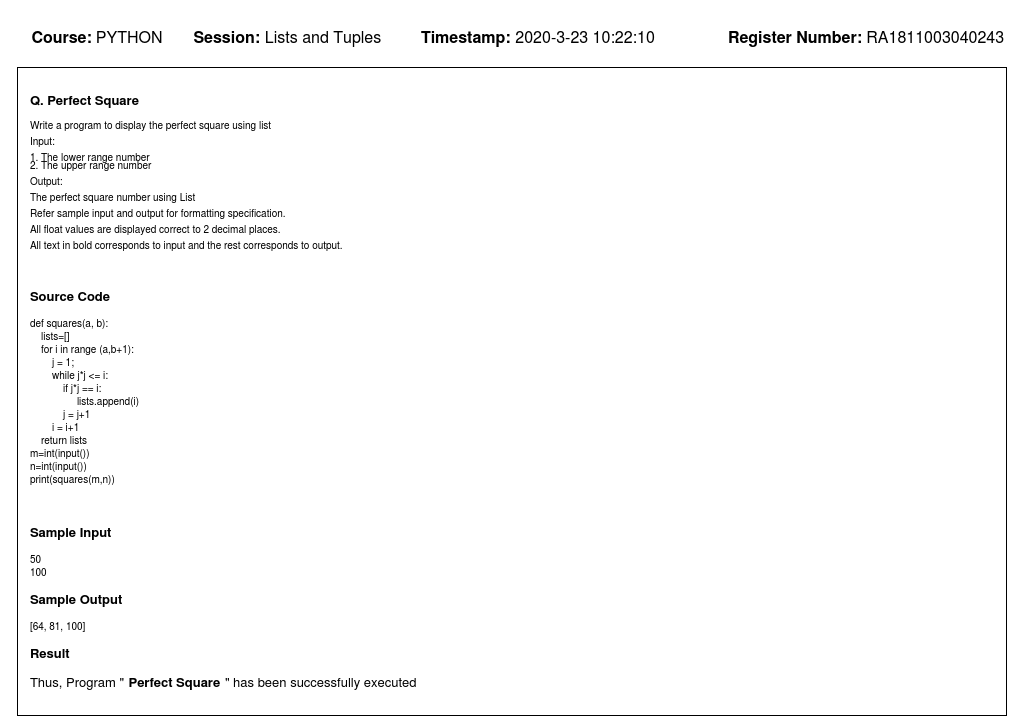 Course: PYTHON Session: Lists and Tuples Timestamp: 2020-3-23 10:22:10 Register Number: RA1811003040243
Q. Perfect Square
Write a program to display the perfect square using list
Input:
1. The lower range number
2. The upper range number
Output:
The perfect square number using List
Refer sample input and output for formatting specification.
All float values are displayed correct to 2 decimal places.
All text in bold corresponds to input and the rest corresponds to output.
Source Code
def squares(a, b):
    lists=[]
    for i in range (a,b+1):
        j = 1;
        while j*j <= i:
            if j*j == i:
                 lists.append(i)
            j = j+1
        i = i+1
    return lists
m=int(input())
n=int(input())
print(squares(m,n))
Sample Input
50
100
Sample Output
[64, 81, 100]
Result
Thus, Program " Perfect Square " has been successfully executed